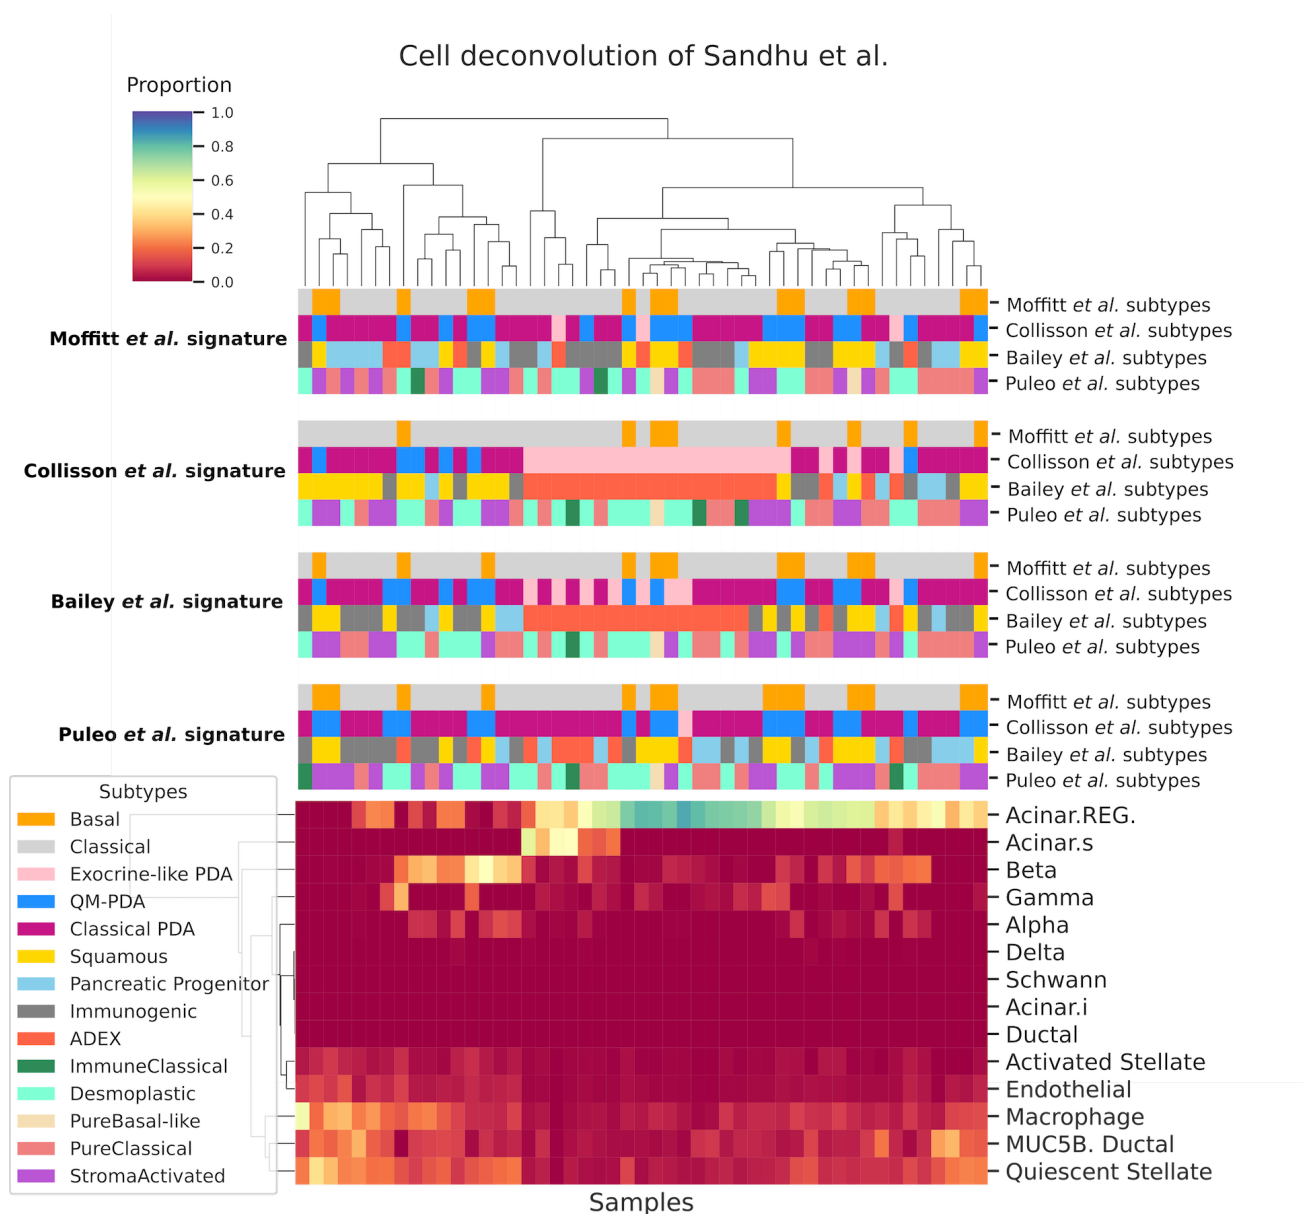 Cell deconvolution of Sandhu et al.
Proportion
1.0
0.8
0.6
0.4
0.2
0.0
Moffitt et al. signature
Moffitt et al. subtypes
Collisson et al. subtypes
Bailey et al. subtypes
Puleo et al. subtypes
Collisson et al. signature
Moffitt et al. subtypes
Collisson et al. subtypes
Bailey et al. subtypes
Puleo et al. subtypes
Bailey et al. signature
Moffitt et al. subtypes
Collisson et al. subtypes
Bailey et al. subtypes
Puleo et al. subtypes
Puleo et al. signature
Moffitt et al. subtypes
Collisson et al. subtypes
Bailey et al. subtypes
Puleo et al. subtypes
Subtypes
Basal
Classical
Exocrine-like PDA
QM-PDA
Classical PDA
Squamous
Pancreatic Progenitor
Immunogenic
ADEX
ImmuneClassical
Desmoplastic
PureBasal-like
PureClassical
StromaActivated
Acinar.REG.
Acinar.s
Beta
Gamma
Alpha
Delta
Schwann
Acinar.i
Ductal
Activated Stellate
Endothelial
Macrophage
MUC5B. Ductal
Quiescent Stellate
Samples